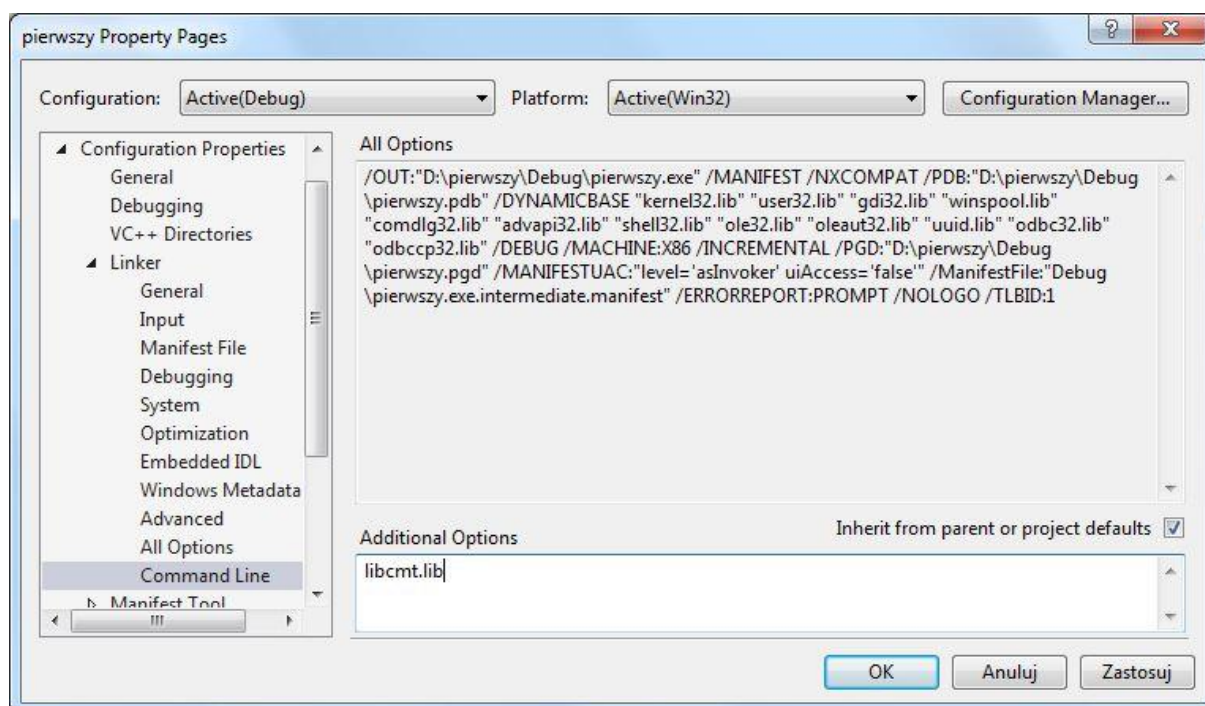 pierwszy Property Pages
Configuration: Active(Debug) Platform: Active(Win32) Configuration Manager...
Configuration Properties
General
Debugging
VC++ Directories
Linker
General
Input
Manifest File
Debugging
System
Optimization
Embedded IDL
Windows Metadata
Advanced
All Options
Command Line
Manifest Tool
All Options
/OUT:"D:\pierwszy\Debug\pierwszy.exe" /MANIFEST /NXCOMPAT /PDB:"D:\pierwszy\Debug
\pierwszy.pdb" /DYNAMICBASE "kernel32.lib" "user32.lib" "gdi32.lib" "winspool.lib"
"comdlg32.lib" "advapi32.lib" "shell32.lib" "ole32.lib" "oleaut32.lib" "uuid.lib" "odbc32.lib"
"odbccp32.lib" /DEBUG /MACHINE:X86 /INCREMENTAL /PGD:"D:\pierwszy\Debug
\pierwszy.pgd" /MANIFESTUAC:"level='asInvoker' uiAccess='false'" /ManifestFile:"Debug
\pierwszy.exe.intermediate.manifest" /ERRORREPORT:PROMPT /NOLOGO /TLBID:1
Additional Options Inherit from parent or project defaults
libcmt.lib
OK Anuluj Zastosuj